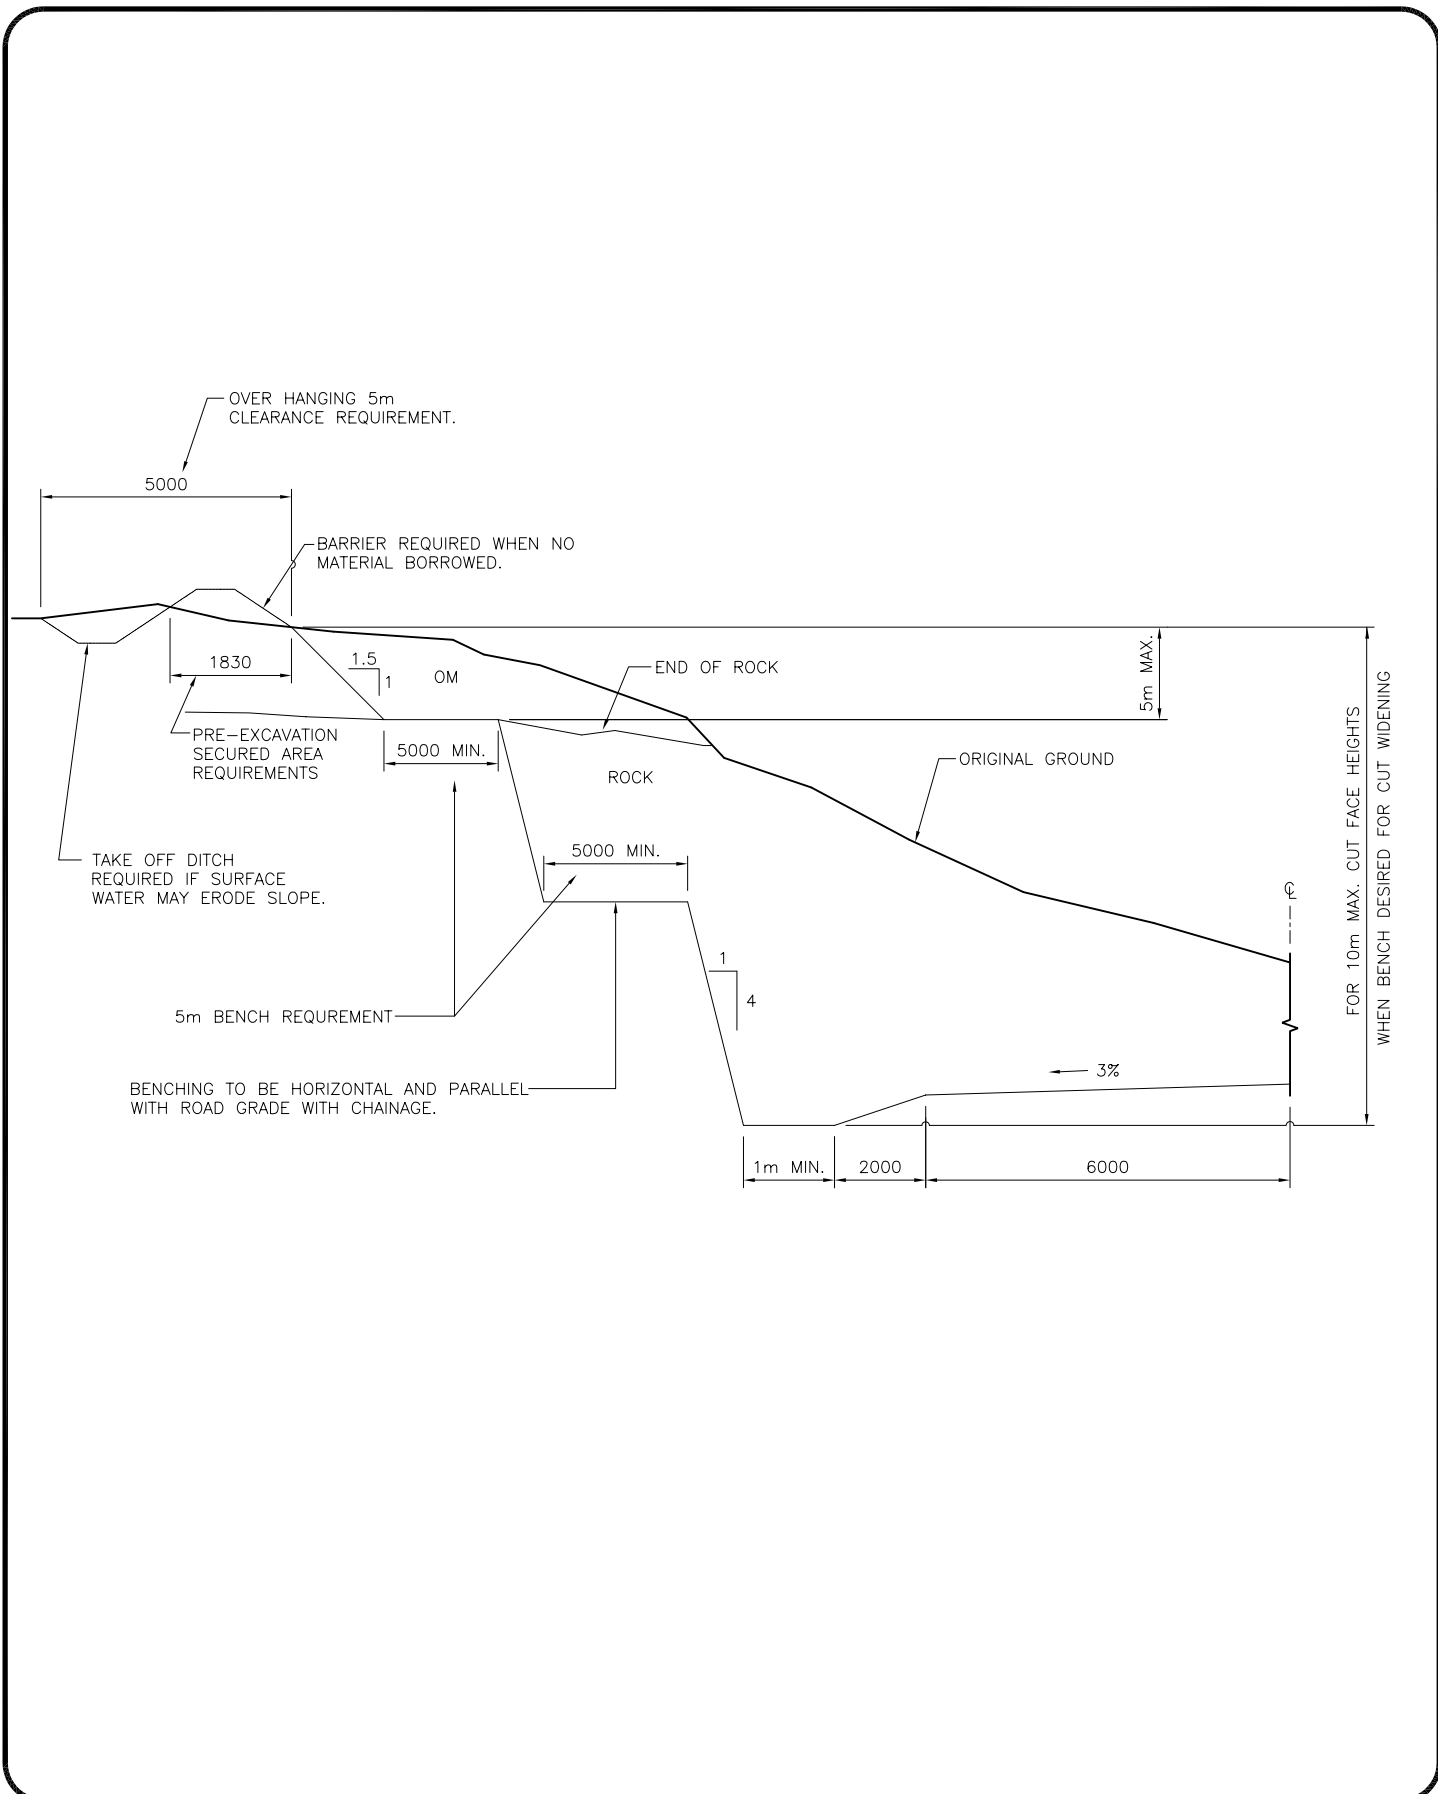 OVER HANGING 5m
CLEARANCE REQUIREMENT.
5000
BARRIER REQUIRED WHEN NO
MATERIAL BORROWED.
1830
1.5
1
OM
END OF ROCK
5m MAX.
PRE-EXCAVATION
SECURED AREA
REQUIREMENTS
5000 MIN.
ROCK
ORIGINAL GROUND
FOR 10m MAX. CUT FACE HEIGHTS
WHEN BENCH DESIRED FOR CUT WIDENING
TAKE OFF DITCH
REQUIRED IF SURFACE
WATER MAY ERODE SLOPE.
5000 MIN.
℄
1
4
5m BENCH REQUREMENT
BENCHING TO BE HORIZONTAL AND PARALLEL
WITH ROAD GRADE WITH CHAINAGE.
3%
1m MIN.
2000
6000